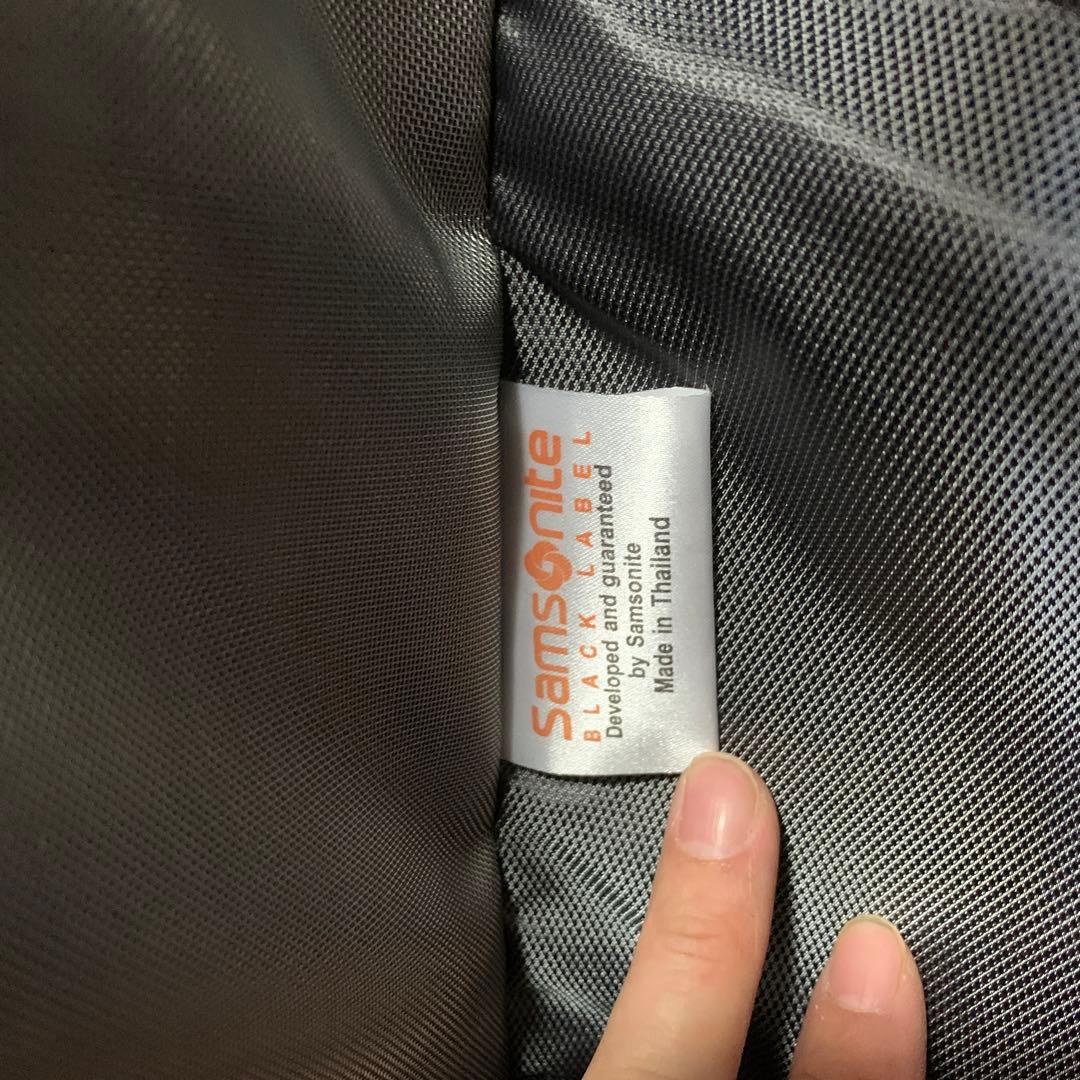 Samsonite
BLACK LABEL
Developed and guaranteed
by Samsonite
Made in Thailand